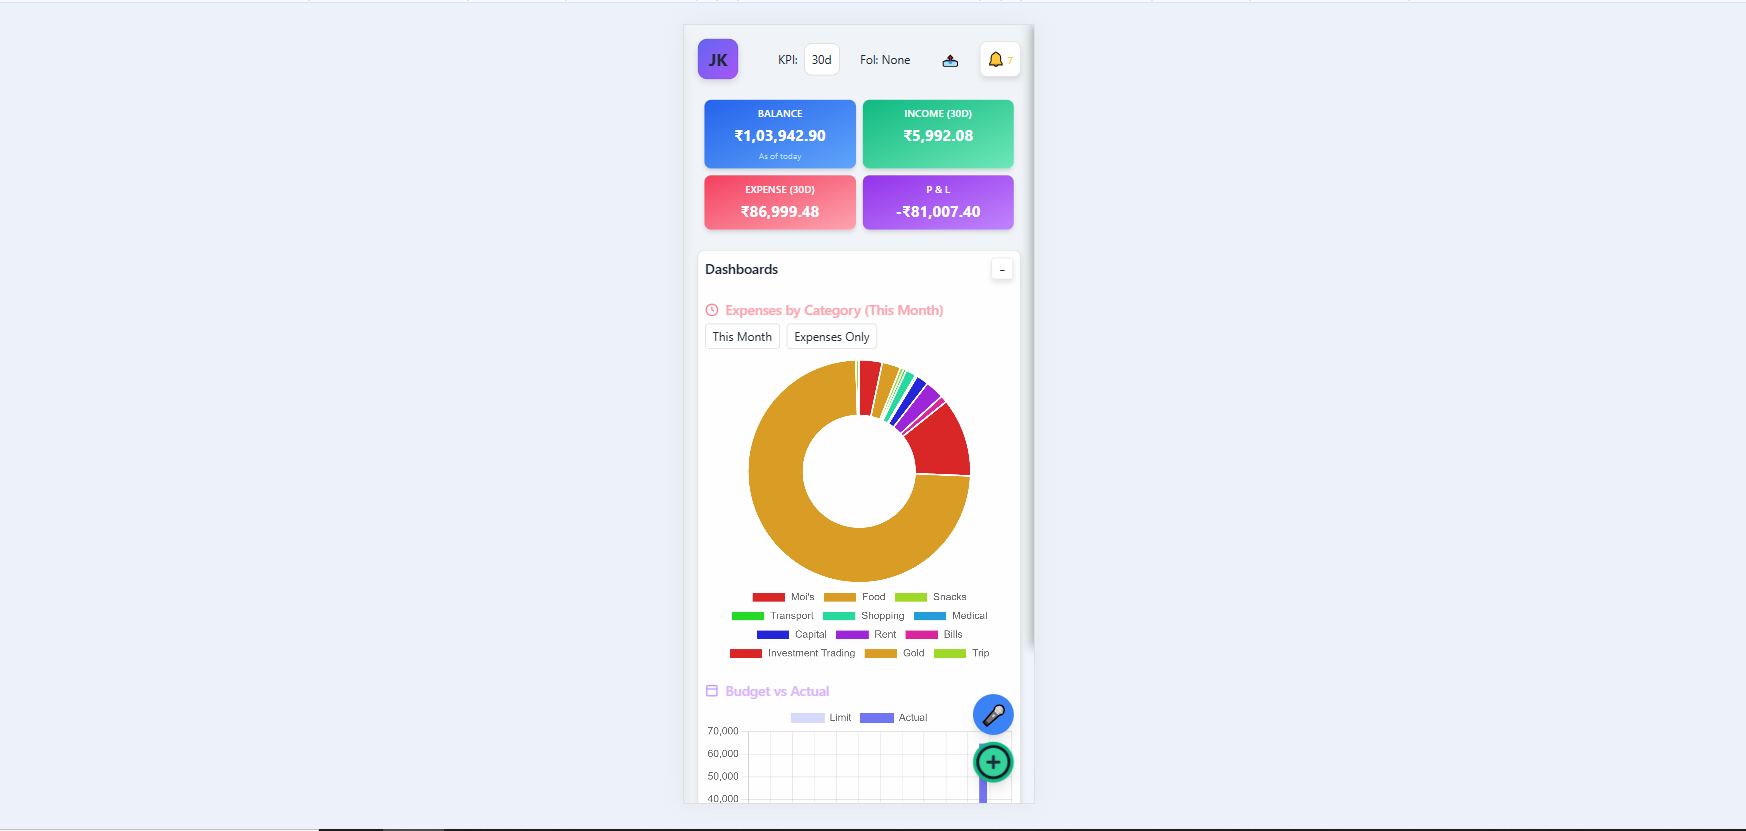 JK KPI: 30d Fol: None 7
BALANCE
₹1,03,942.90
As of today
INCOME (30D)
₹5,992.08
EXPENSE (30D)
₹86,999.48
P & L
-₹81,007.40
Dashboards -
Expenses by Category (This Month)
This Month Expenses Only
Moi's Food Snacks
Transport Shopping Medical
Capital Rent Bills
Investment Trading Gold Trip
Budget vs Actual
Limit Actual
70,000
60,000
50,000
40,000
+